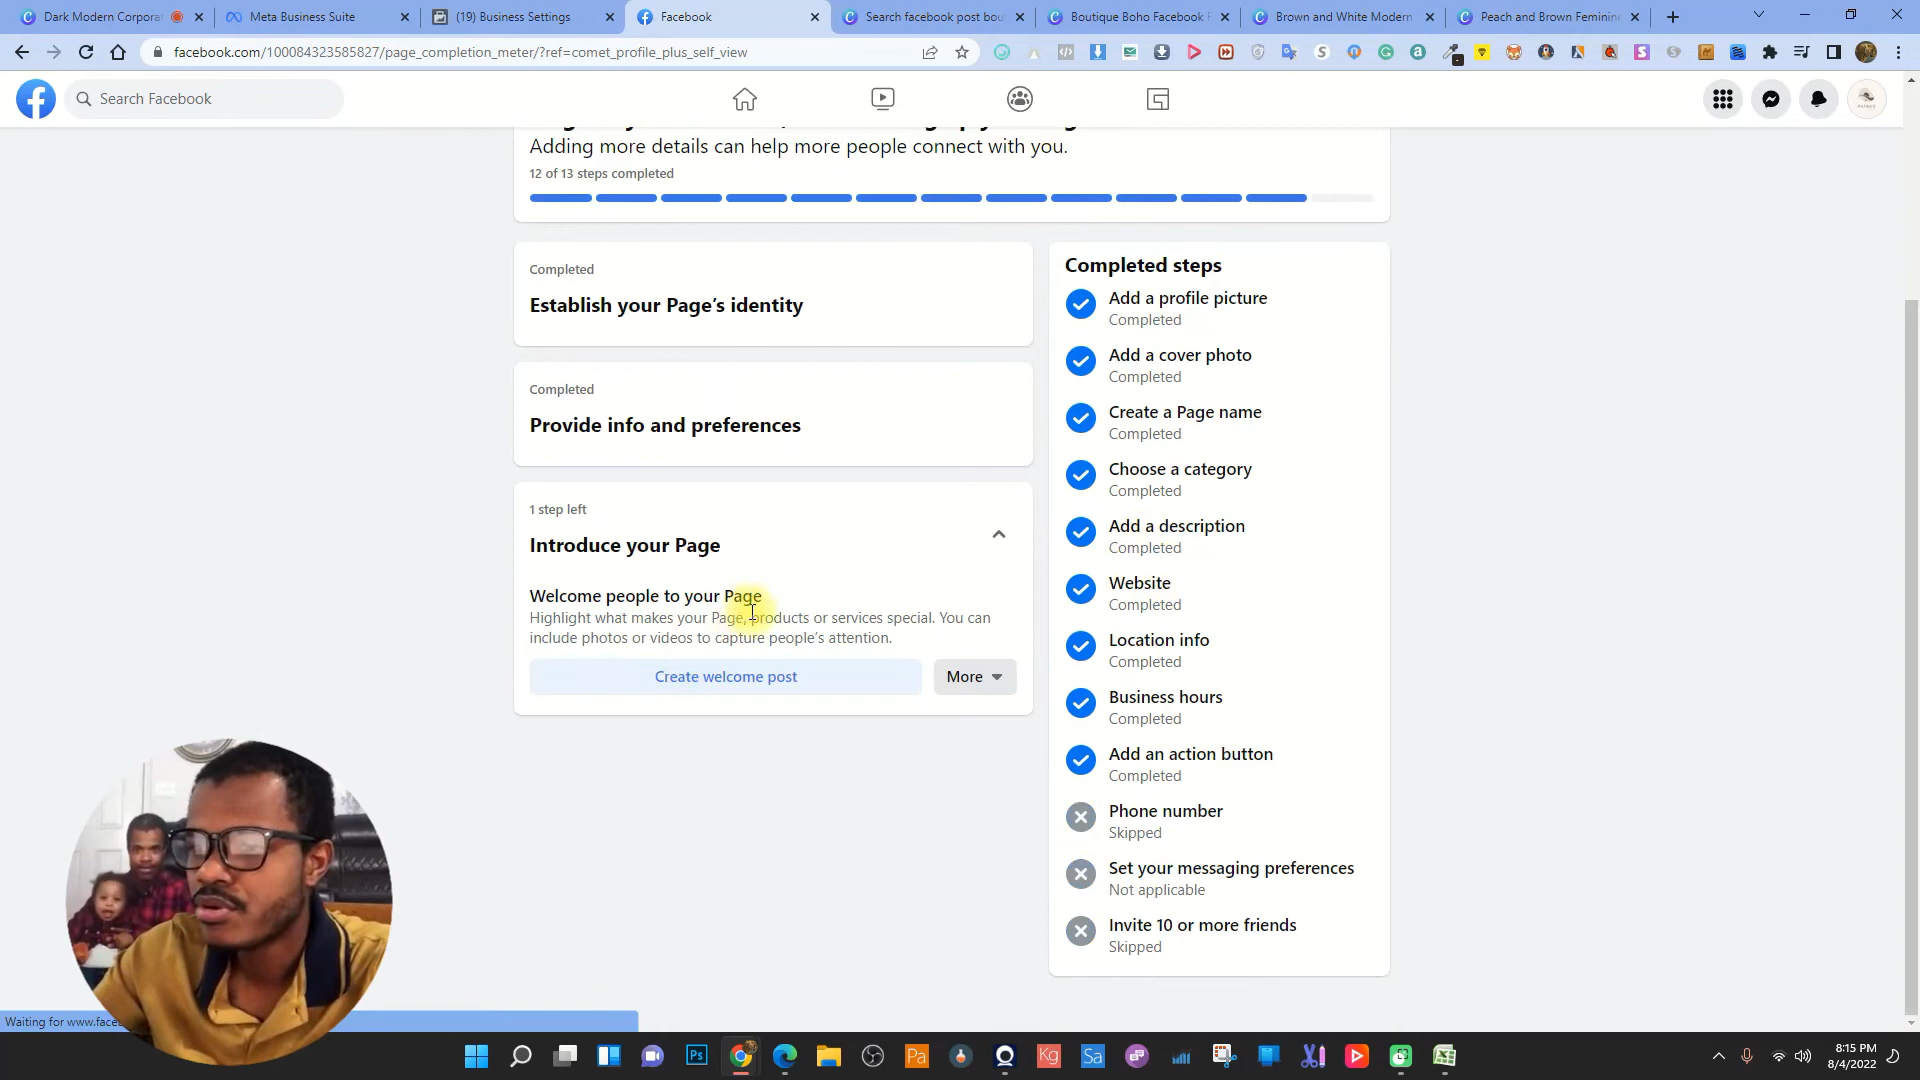 Dark Modern Corpora
Meta Business Suite
(19) Business Settings
Facebook
Search facebook post bou
Boutique Boho Facebook
Brown and White Modern
Peach and Brown Feminine
facebook.com/100084323585827/page_completion_meter/?ref=comet_profile_plus_self_view
Search Facebook
Adding more details can help more people connect with you.
12 of 13 steps completed
Completed
Establish your Page's identity
Completed
Provide info and preferences
1 step left
Introduce your Page
Welcome people to your Page
Highlight what makes your Page, products or services special. You can
include photos or videos to capture people's attention.
Create welcome post
More
Completed steps
Add a profile picture
Completed
Add a cover photo
Completed
Create a Page name
Completed
Choose a category
Completed
Add a description
Completed
Website
Completed
Location info
Completed
Business hours
Completed
Add an action button
Completed
Phone number
Skipped
Set your messaging preferences
Not applicable
Invite 10 or more friends
Skipped
Waiting for www.face
Ps
Pa
Kg
Sa
8:15 PM
8/4/2022